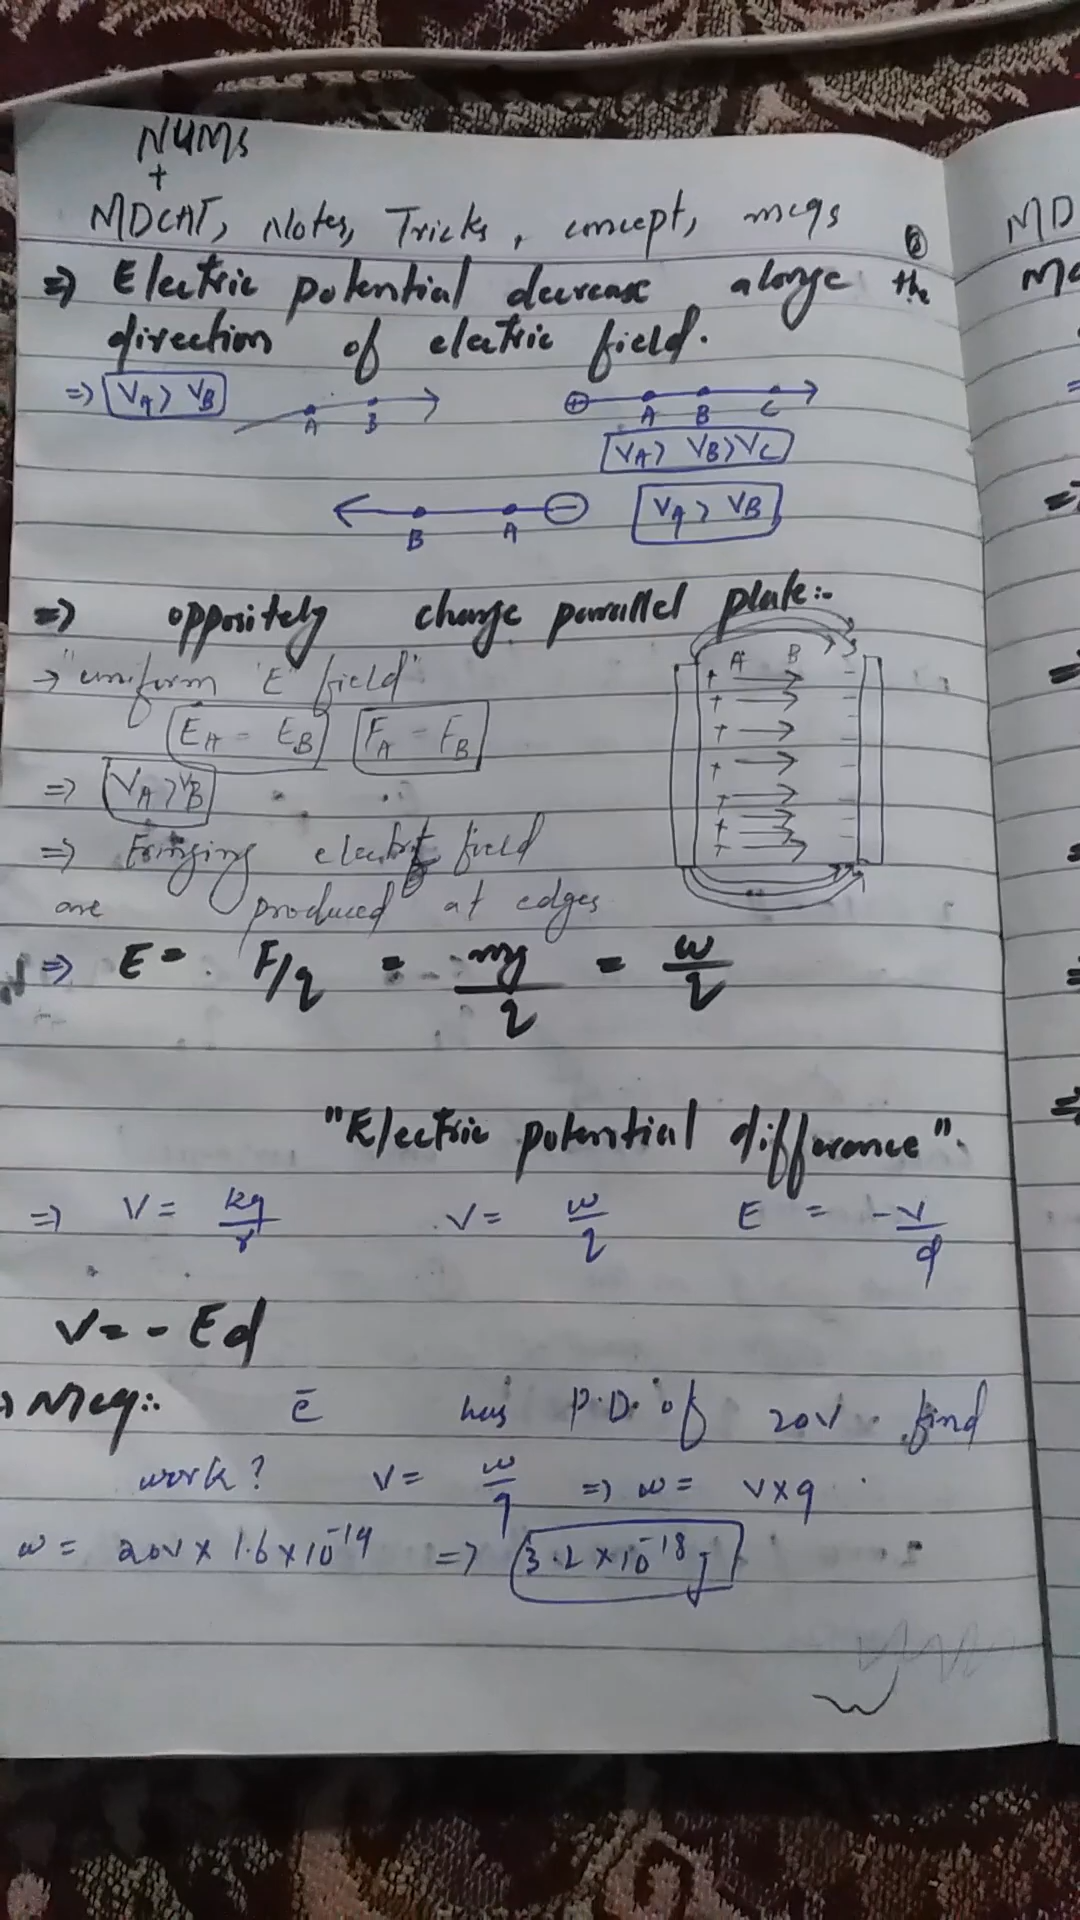 NUMs
+
MDCAT, Notes, Tricks, concept, mcqs
⇒ Electric potential decrease alonge the
direction of electric field.
⇒ VA > VB
A B
+ A B C
VA > VB > VC
B A −
VA > VB
⇒ oppositely charge parallel plate:-
→ "uniform 'E' field"
EA = EB FA = FB
⇒ VA > VB
A B
⇒ Fringing electric field
are produced at edges
⇒ E = F/q = mg/q = w/q
"Electric potential difference".
⇒ V = kq/r V = w/q E = -V/d
V = - Ed
⇒ Mcq:- ē has P.D. of 20V. find
work? V = w/q ⇒ w = V×q
w = 20V × 1.6×10⁻¹⁹ ⇒ 3.2×10⁻¹⁸J